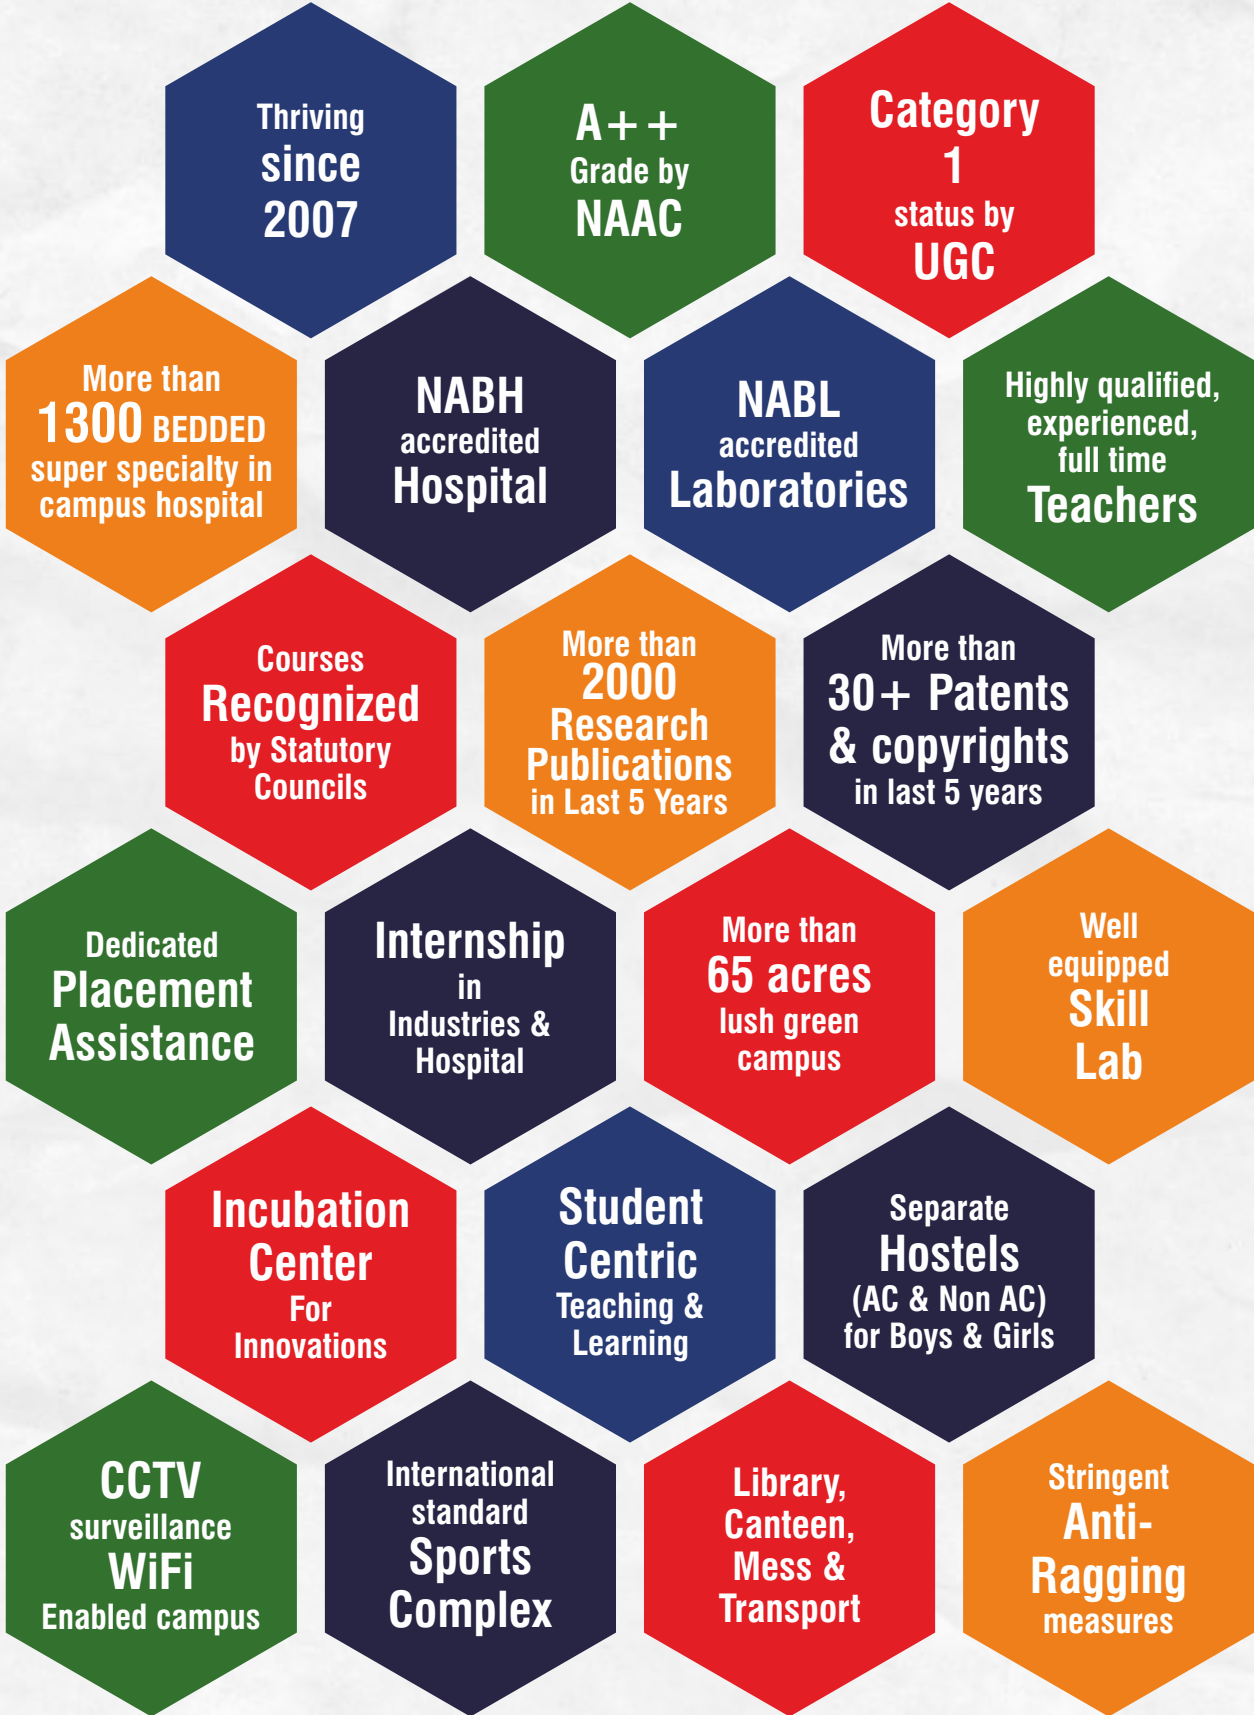 Thriving
since
2007
A++
Grade by
NAAC
Category
1
status by
UGC
More than
1300 BEDDED
super specialty in
campus hospital
NABH
accredited
Hospital
NABL
accredited
Laboratories
Highly qualified,
experienced,
full time
Teachers
Courses
Recognized
by Statutory
Councils
More than
2000
Research
Publications
in Last 5 Years
More than
30+ Patents
& copyrights
in last 5 years
Dedicated
Placement
Assistance
Internship
in
Industries &
Hospital
More than
65 acres
lush green
campus
Well
equipped
Skill
Lab
Incubation
Center
For
Innovations
Student
Centric
Teaching &
Learning
Separate
Hostels
(AC & Non AC)
for Boys & Girls
CCTV
surveillance
WiFi
Enabled campus
International
standard
Sports
Complex
Library,
Canteen,
Mess &
Transport
Stringent
Anti-
Ragging
measures